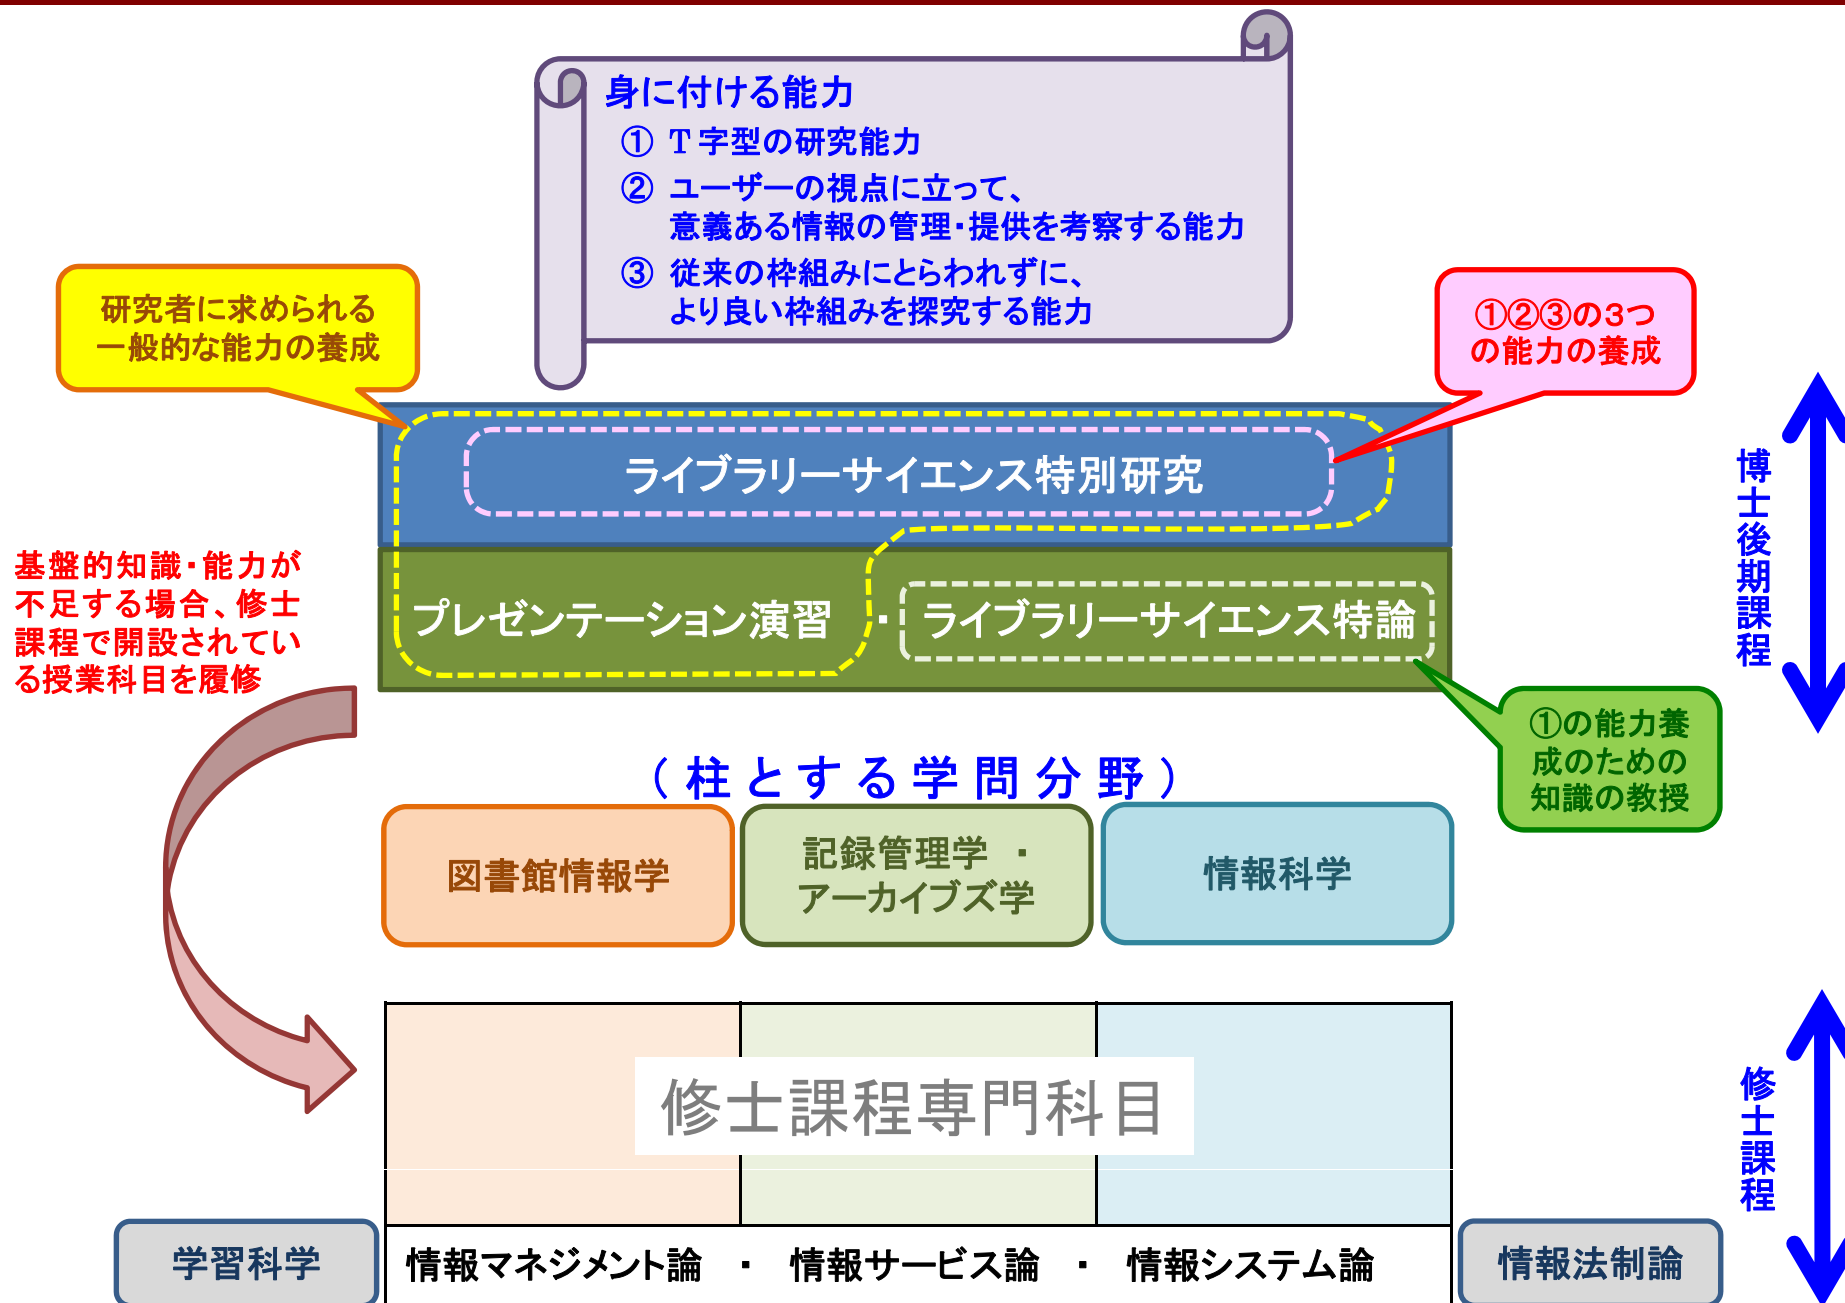 身に付ける能力
① T字型の研究能力
② ユーザーの視点に立って、
意義ある情報の管理・提供を考察する能力
③ 従来の枠組みにとらわれずに、
より良い枠組みを探究する能力
研究者に求められる
一般的な能力の養成
①②③の3つ
の能力の養成
ライブラリーサイエンス特別研究
プレゼンテーション演習 ・ ライブラリーサイエンス特論
博士後期課程
基盤的知識・能力が
不足する場合、修士
課程で開設されてい
る授業科目を履修
①の能力養
成のための
知識の教授
(柱とする学問分野)
図書館情報学
記録管理学 ・
アーカイブズ学
情報科学
修士課程専門科目
修士課程
学習科学
情報マネジメント論 ・ 情報サービス論 ・ 情報システム論
情報法制論